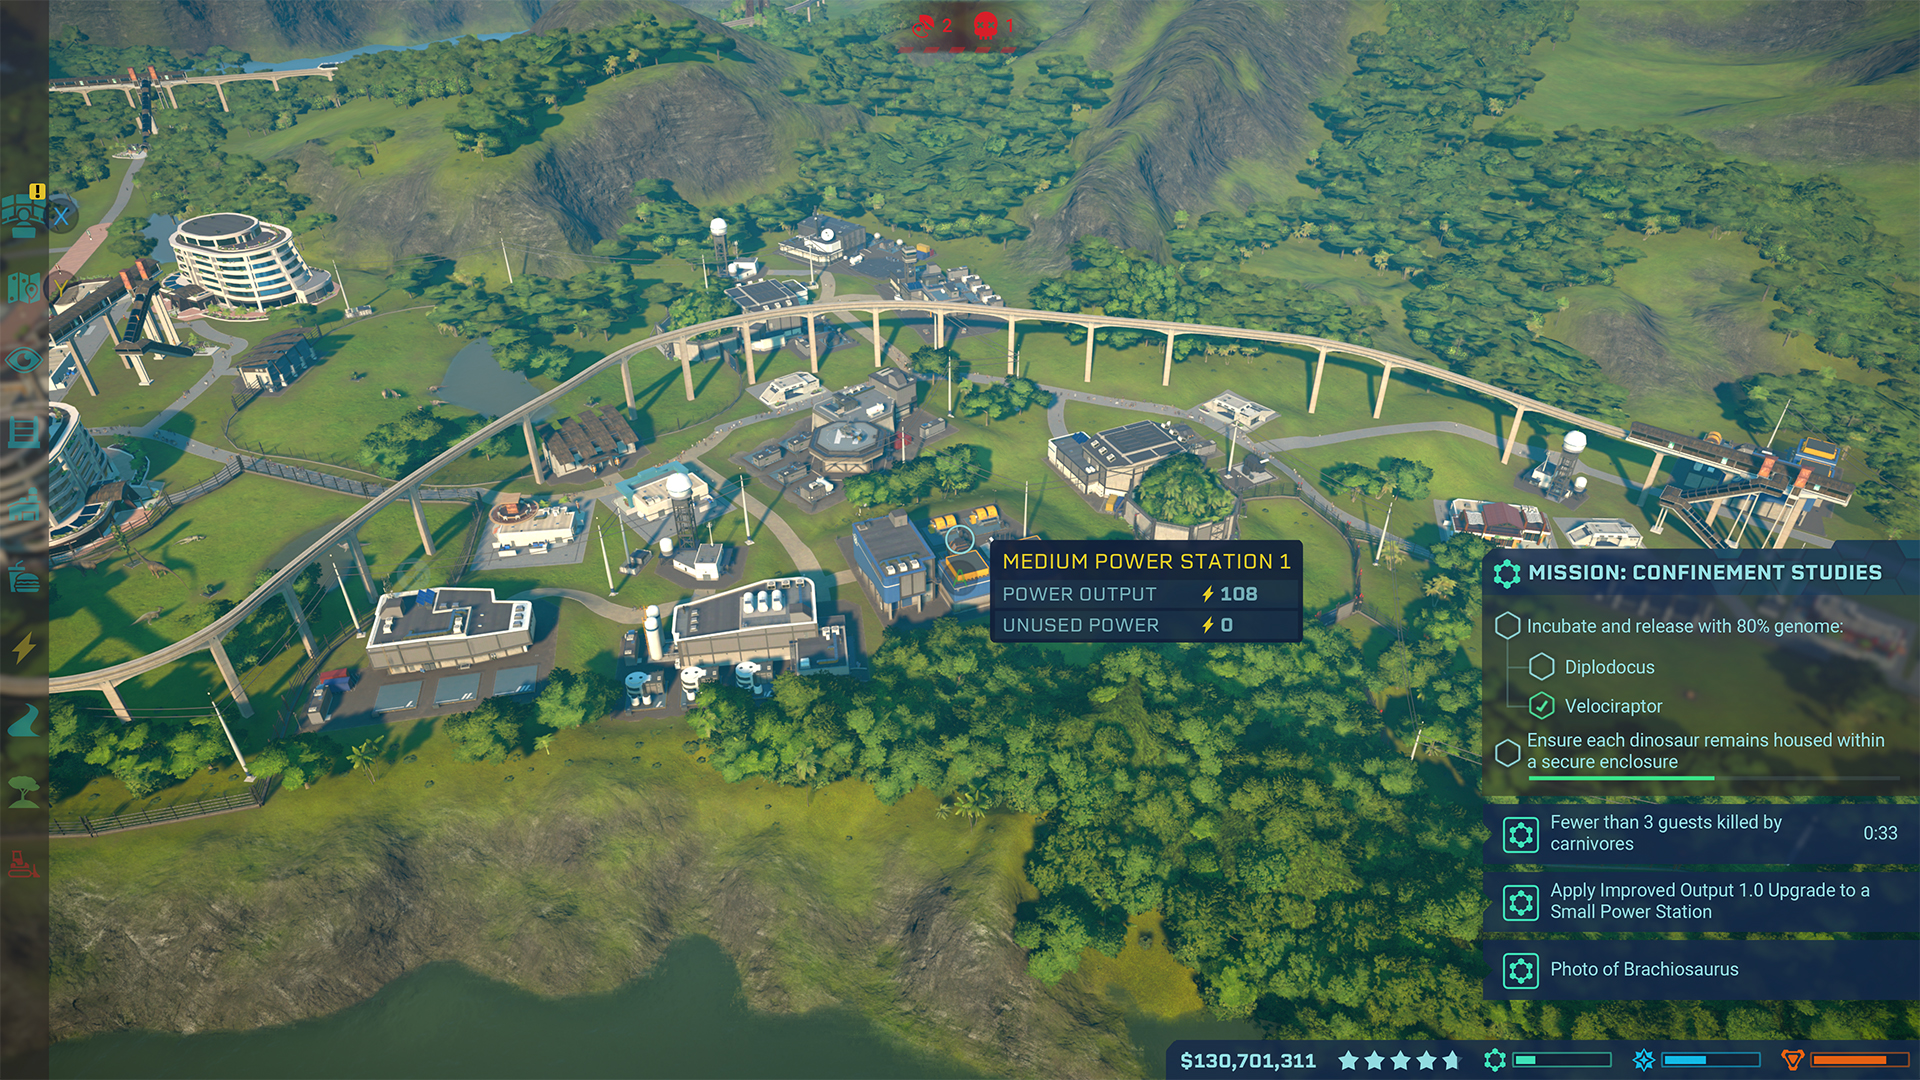 2 1
!
X
Y
MEDIUM POWER STATION 1
POWER OUTPUT 108
UNUSED POWER 0
MISSION: CONFINEMENT STUDIES
Incubate and release with 80% genome:
Diplodocus
Velociraptor
Ensure each dinosaur remains housed within
a secure enclosure
Fewer than 3 guests killed by
carnivores
0:33
Apply Improved Output 1.0 Upgrade to a
Small Power Station
Photo of Brachiosaurus
$130,701,311